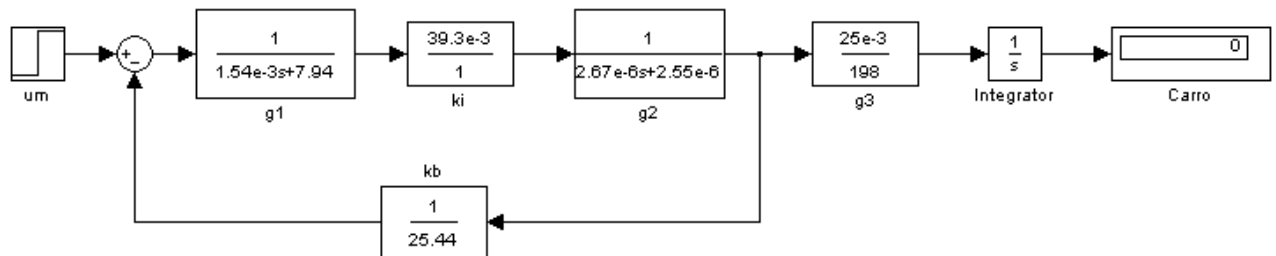 1
1.54e-3s+7.94
g1
39.3e-3
1
ki
1
2.67e-6s+2.55e-6
g2
25e-3
198
g3
1
s
Integrator
0
Carro
um
+
-
kb
1
25.44